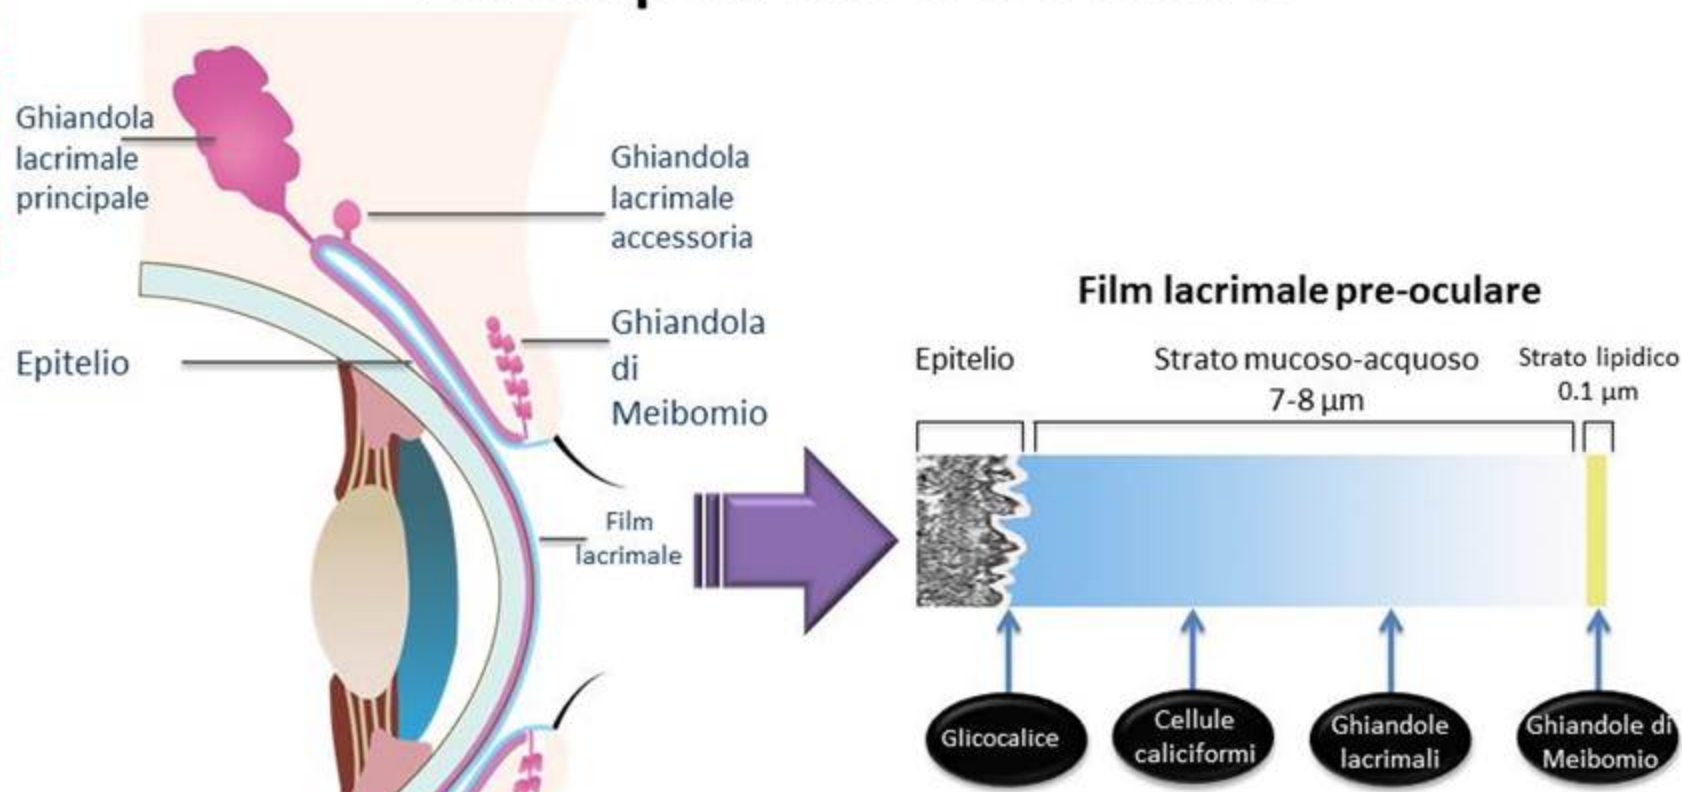 Ghiandola
lacrimale
principale
Ghiandola
lacrimale
accessoria
Epitelio
Ghiandola
di
Meibomio
Film
lacrimale
Film lacrimale pre-oculare
Epitelio
Strato mucoso-acquoso
7-8 µm
Strato lipidico
0.1 µm
Glicocalice
Cellule
caliciformi
Ghiandole
lacrimali
Ghiandole di
Meibomio